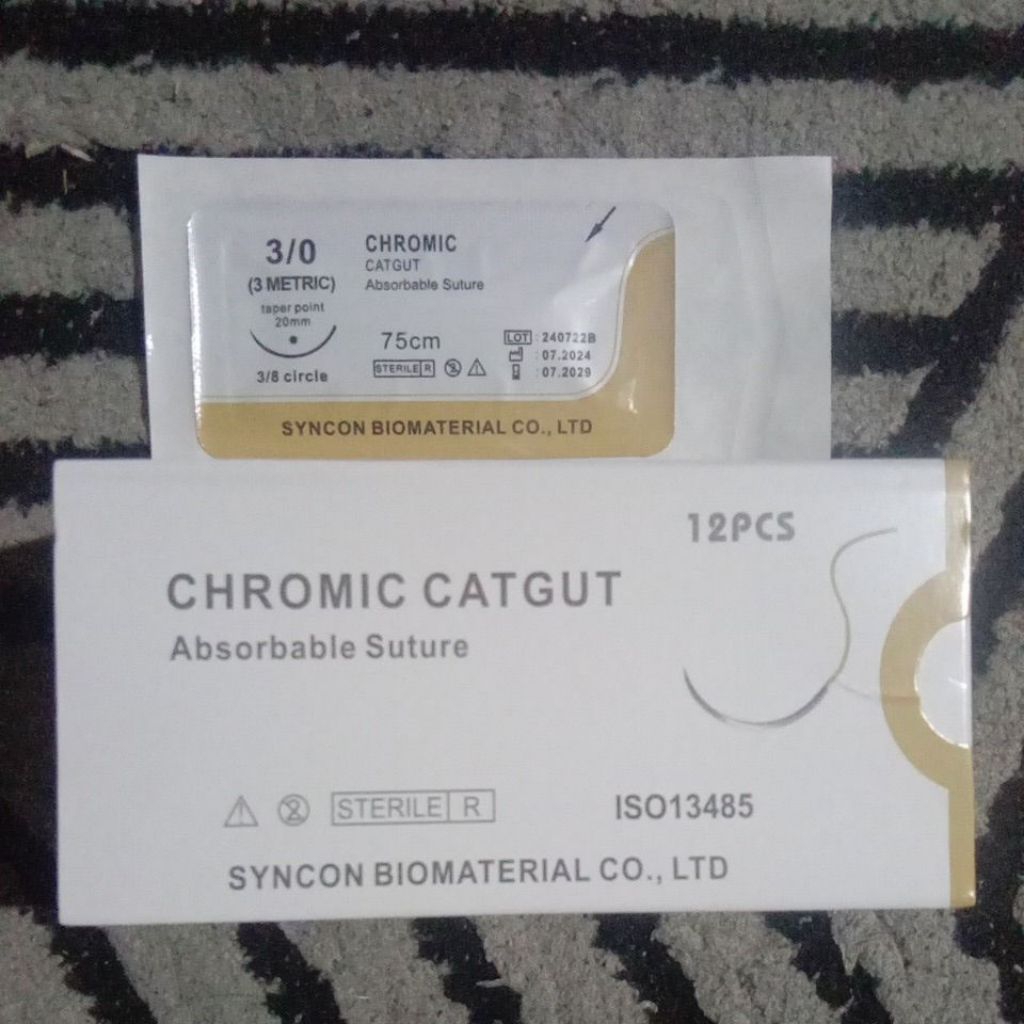 3/0
(3 METRIC)
taper point
20mm
3/8 circle
CHROMIC
CATGUT
Absorbable Suture
75cm
STERILE R
LOT : 240722B
: 07.2024
: 07.2029
SYNCON BIOMATERIAL CO., LTD
12PCS
CHROMIC CATGUT
Absorbable Suture
STERILE R
ISO13485
SYNCON BIOMATERIAL CO., LTD